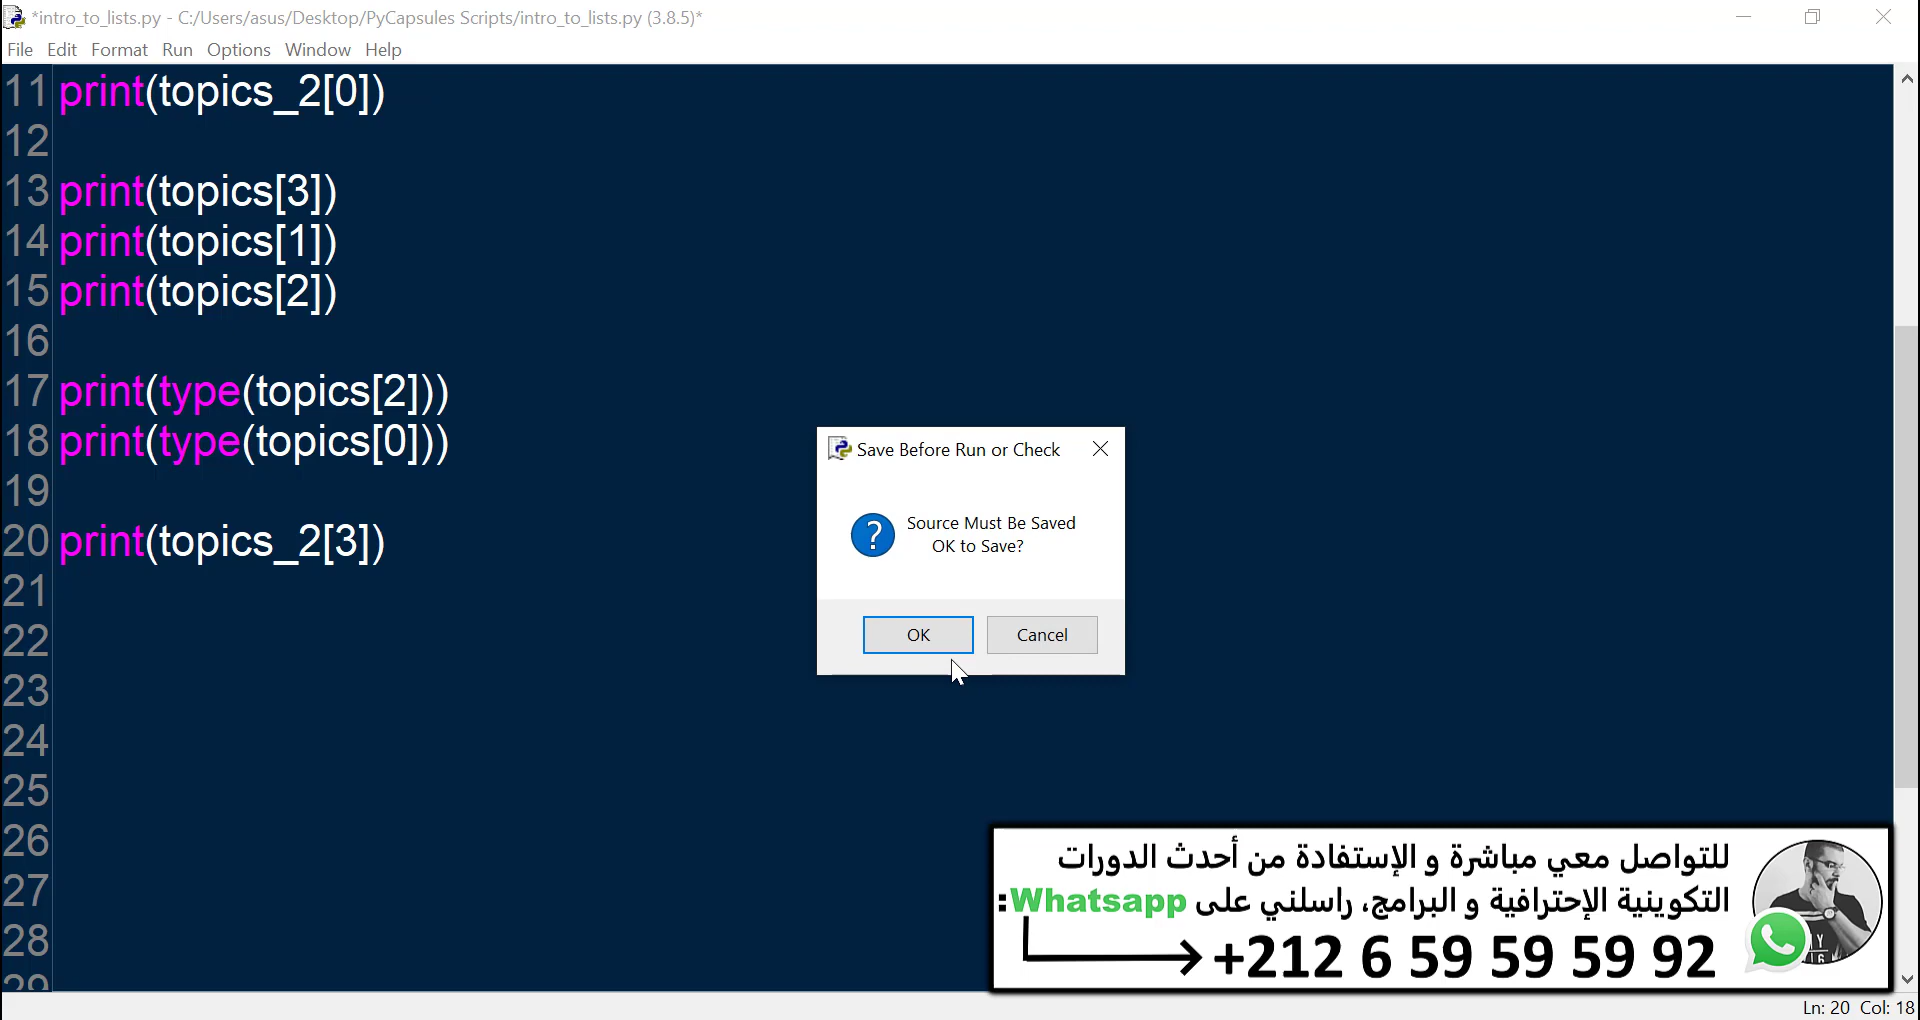 *intro_to_lists.py - C:/Users/asus/Desktop/PyCapsules Scripts/intro_to_lists.py (3.8.5)*
File Edit Format Run Options Window Help
11 print(topics_2[0])
12
13 print(topics[3])
14 print(topics[1])
15 print(topics[2])
16
17 print(type(topics[2]))
18 print(type(topics[0]))
19
20 print(topics_2[3])
21
22
23
24
25
26
27
28
29
Save Before Run or Check
?
Source Must Be Saved
OK to Save?
OK Cancel
للتواصل معي مباشرة و الإستفادة من أحدث الدورات
التكوينية الإحترافية و البرامج، راسلني على Whatsapp:
+212 6 59 59 59 92
Ln: 20 Col: 18